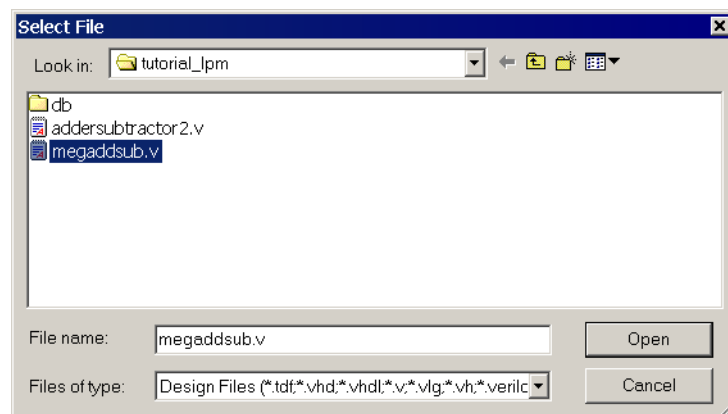 Select File
Look in: tutorial_lpm
db
addersubtractor2.v
megaddsub.v
File name: megaddsub.v Open
Files of type: Design Files (*.tdf;*.vhd;*.vhdl;*.v;*.vlg;*.vh;*.verilc Cancel